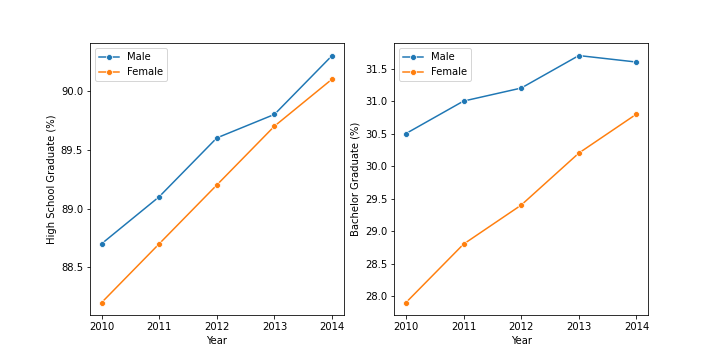 Male
Female
High School Graduate (%)
90.0
89.5
89.0
88.5
2010 2011 2012 2013 2014
Year
Male
Female
Bachelor Graduate (%)
31.5
31.0
30.5
30.0
29.5
29.0
28.5
28.0
2010 2011 2012 2013 2014
Year